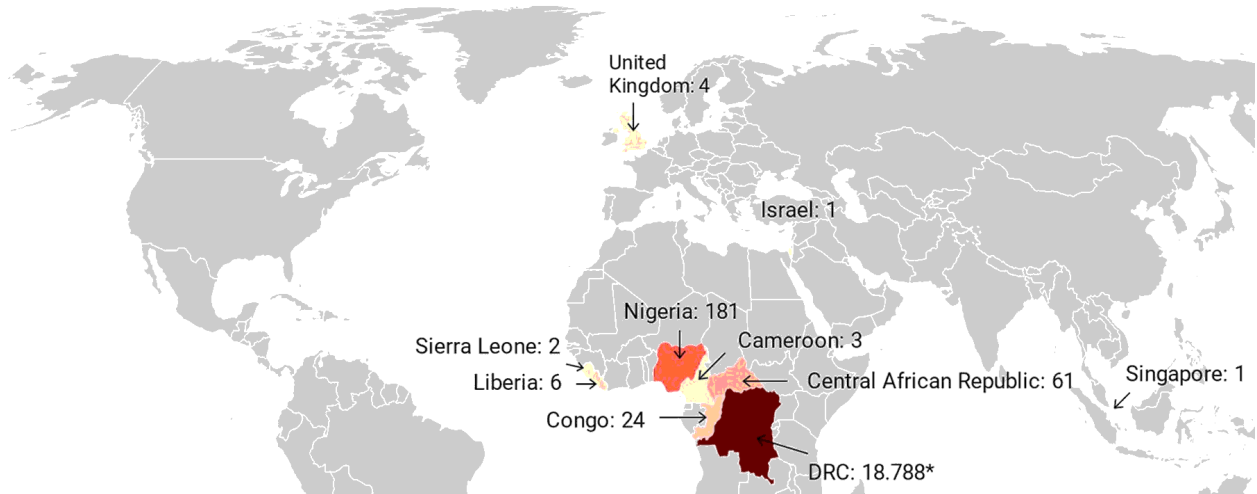 United
Kingdom: 4
Israel: 1
Nigeria: 181
Cameroon: 3
Sierra Leone: 2
Liberia: 6
Central African Republic: 61
Singapore: 1
Congo: 24
DRC: 18.788*